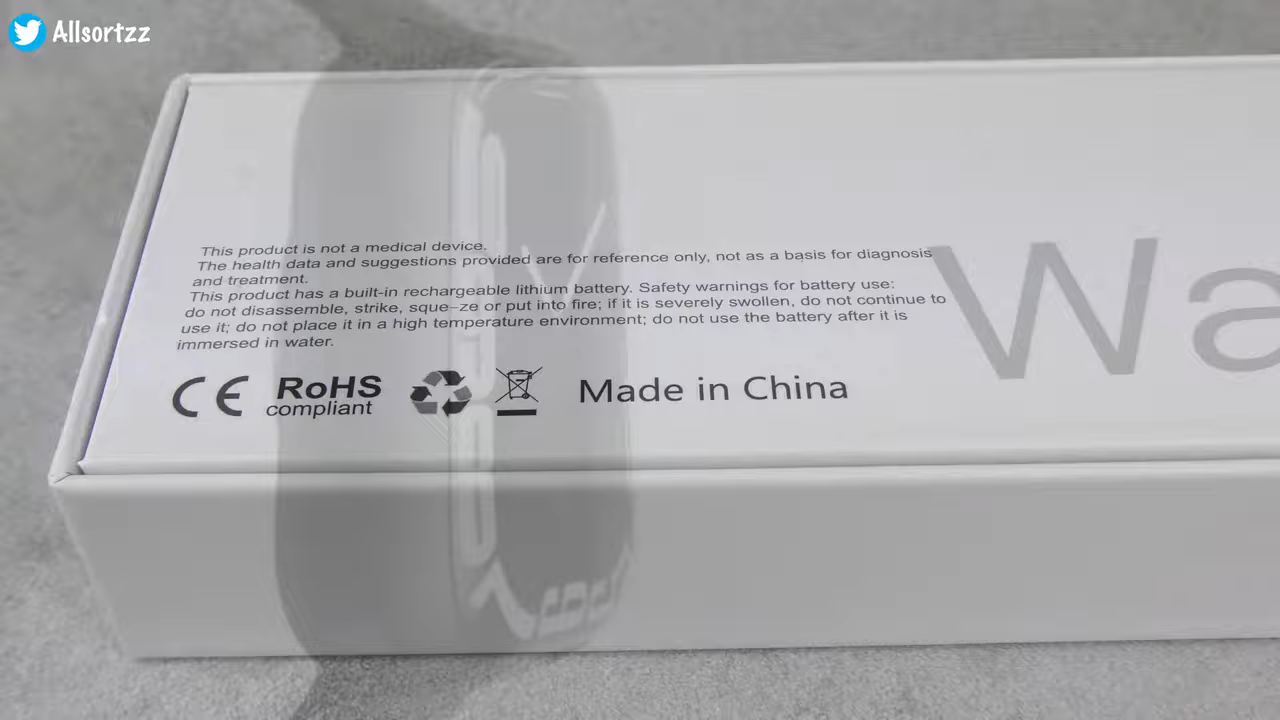 Allsortzz
This product is not a medical device.
The health data and suggestions provided are for reference only, not as a basis for diagnosis
and treatment.
This product has a built-in rechargeable lithium battery. Safety warnings for battery use:
do not disassemble, strike, sque-ze or put into fire; if it is severely swollen, do not continue to
use it; do not place it in a high temperature environment; do not use the battery after it is
immersed in water.
CE RoHS
compliant
Made in China
Wa